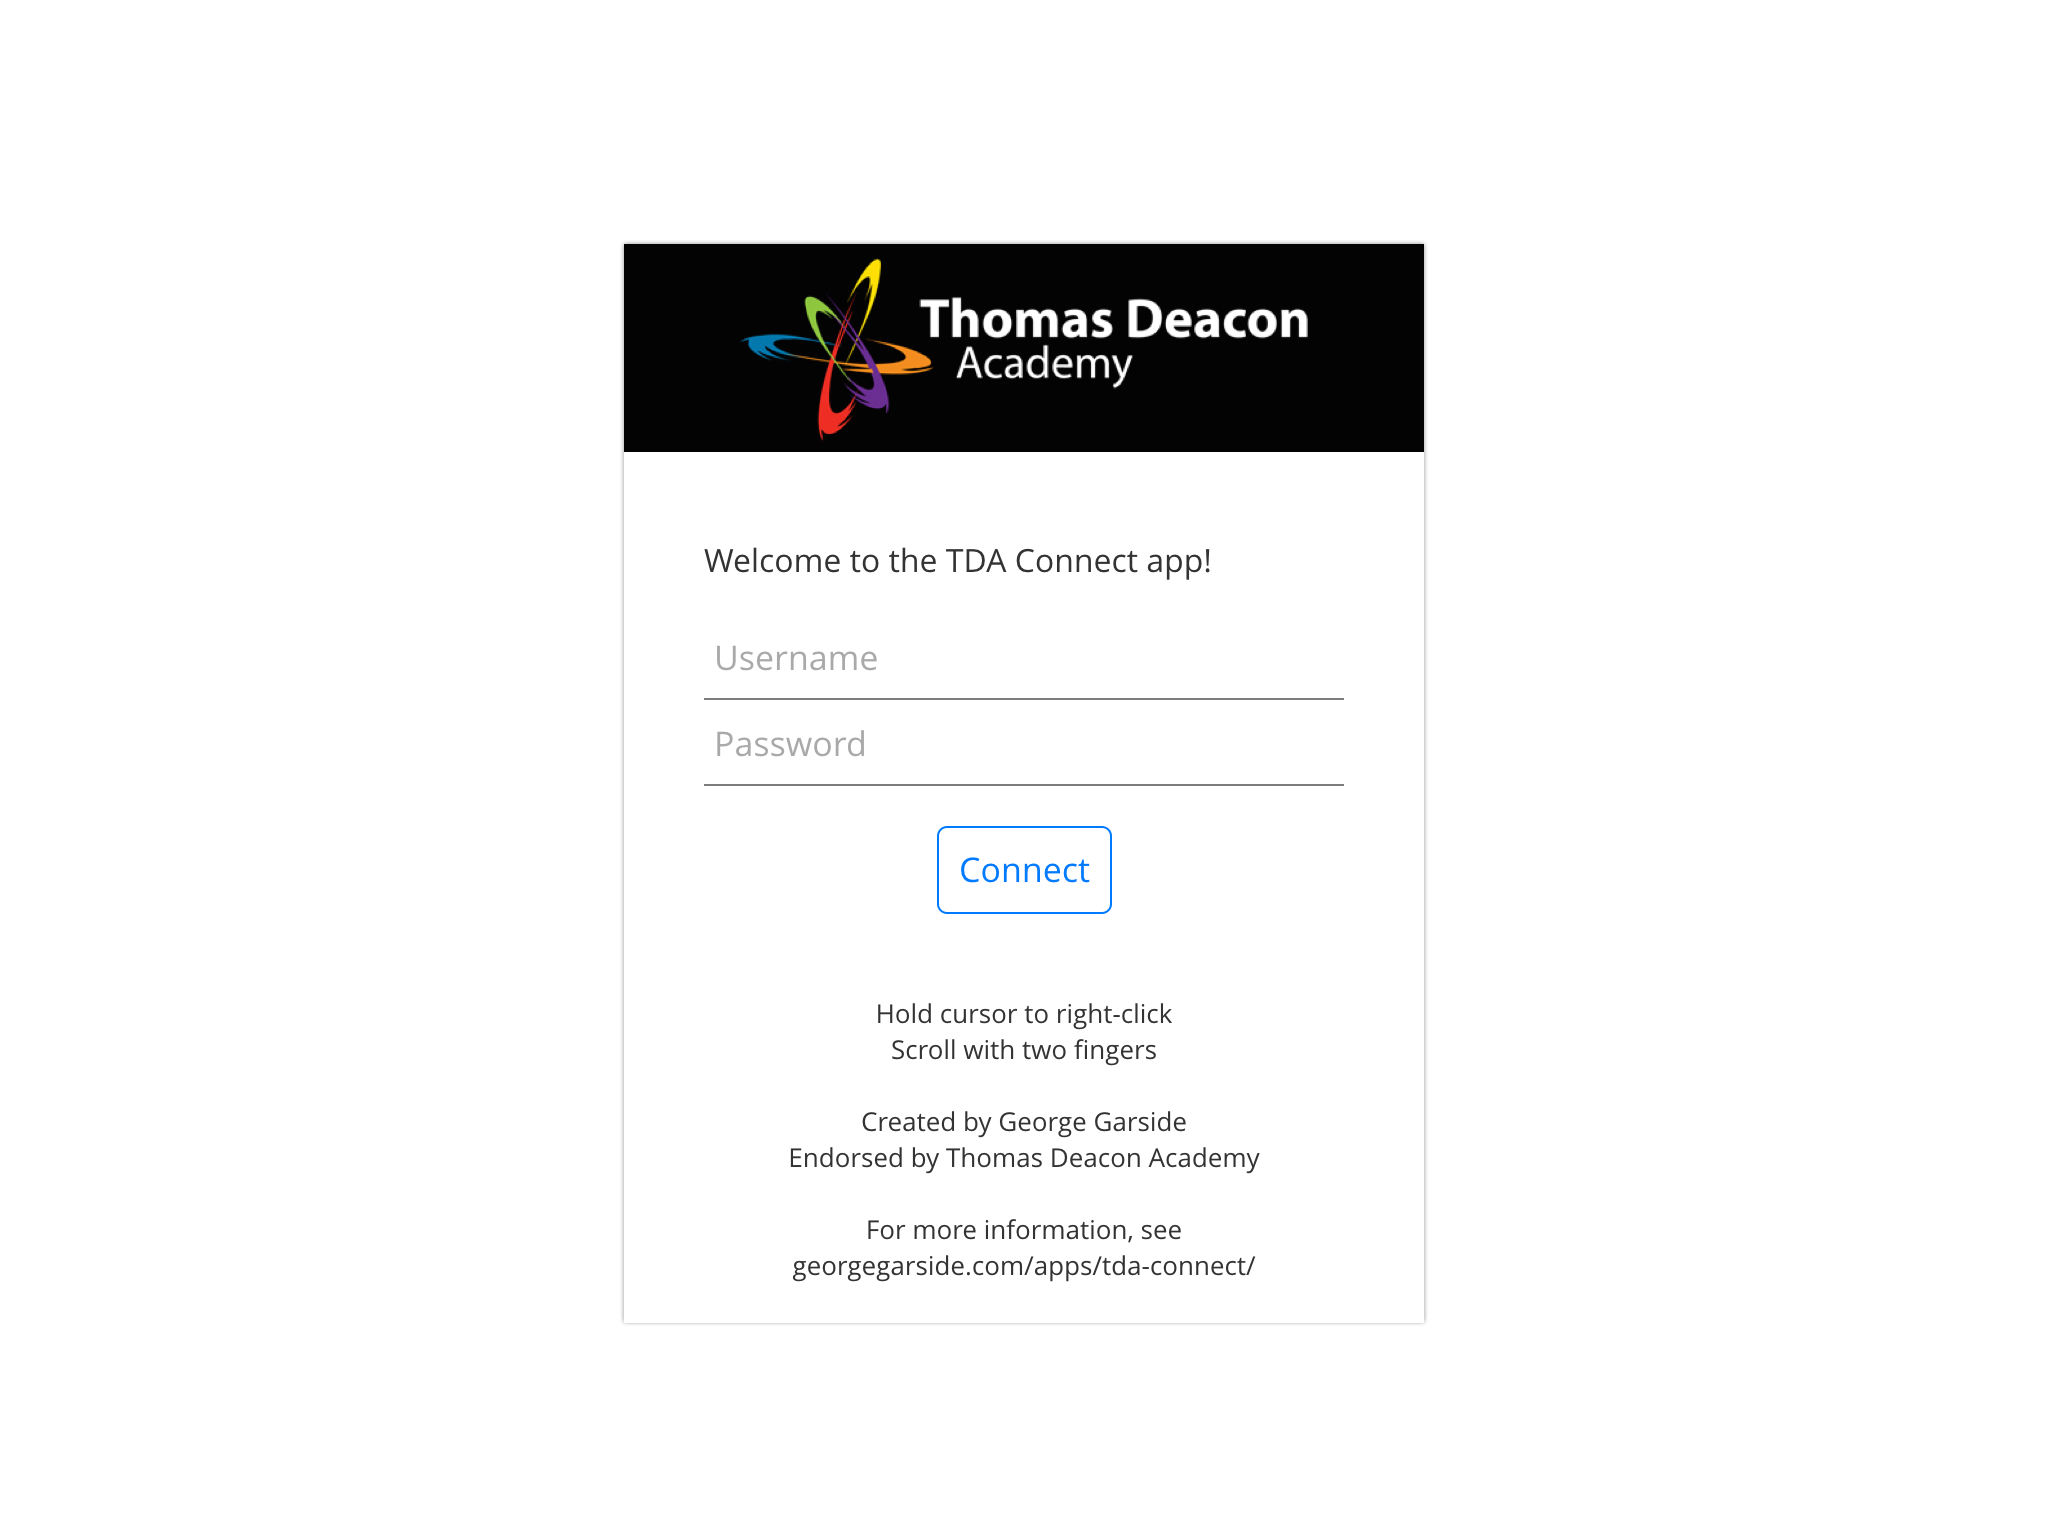 Thomas Deacon
Academy
Welcome to the TDA Connect app!
Username
Password
Connect
Hold cursor to right-click
Scroll with two fingers
Created by George Garside
Endorsed by Thomas Deacon Academy
For more information, see
georgegarside.com/apps/tda-connect/